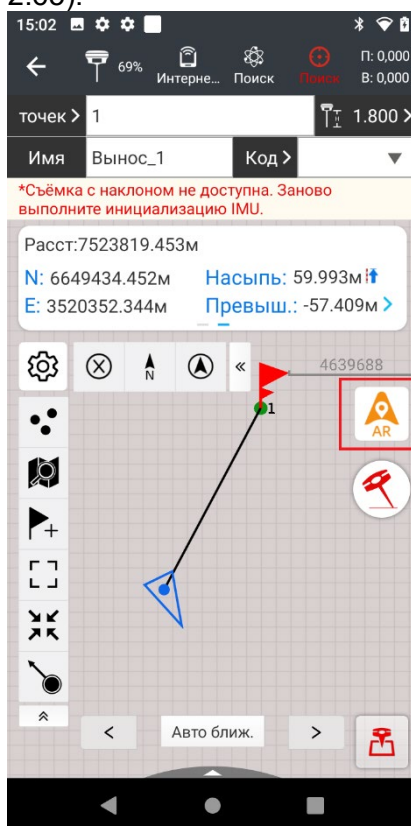 2.08).
15:02
69%
Интерне...
Поиск
Поиск
П: 0,000
В: 0,000
точек >
1
1.800 >
Имя
Вынос_1
Код >
*Съёмка с наклоном не доступна. Заново
выполните инициализацию IMU.
Расст:7523819.453м
N: 6649434.452м
Насыпь: 59.993м
E: 3520352.344м
Превыш.: -57.409м >
N
«
4639688
1
AR
<
Авто ближ.
>